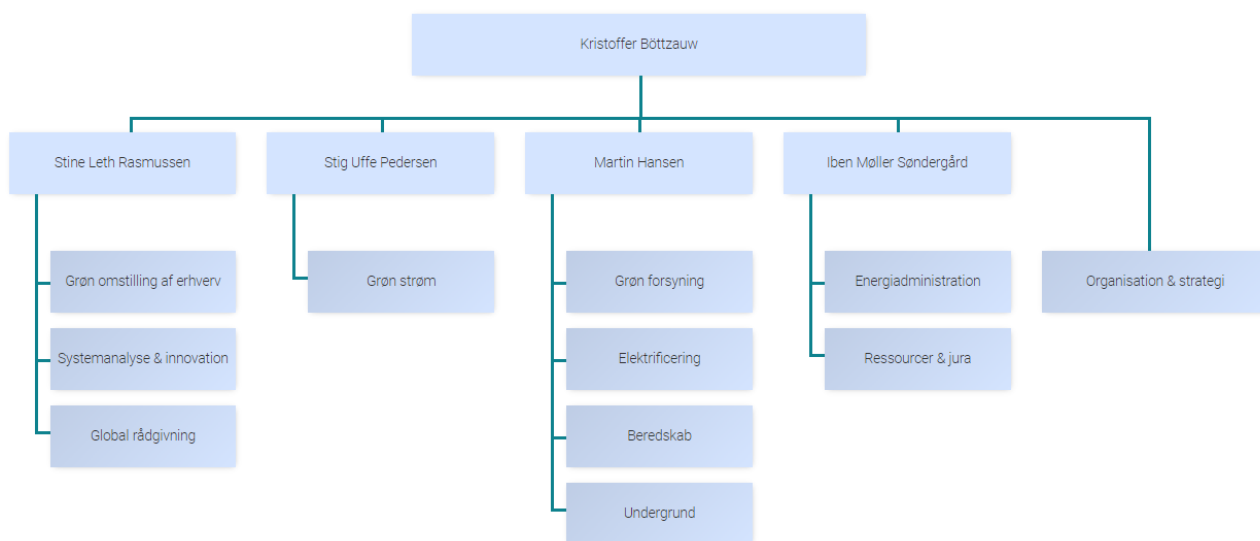 Kristoffer Böttzauw
Stine Leth Rasmussen
Stig Uffe Pedersen
Martin Hansen
Iben Møller Søndergård
Grøn omstilling af erhverv
Grøn strøm
Grøn forsyning
Energiadministration
Organisation & strategi
Systemanalyse & innovation
Elektrificering
Ressourcer & jura
Global rådgivning
Beredskab
Undergrund